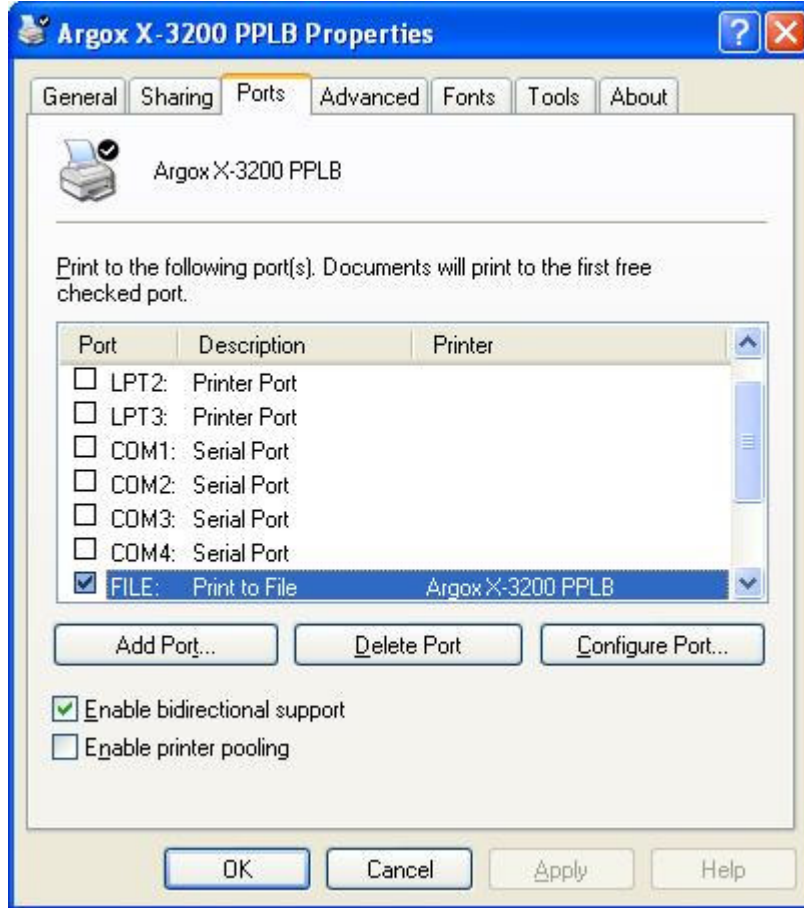 Argox X-3200 PPLB Properties
General Sharing Ports Advanced Fonts Tools About
Argox X-3200 PPLB
Print to the following port(s). Documents will print to the first free
checked port.
Port Description Printer
LPT2: Printer Port
LPT3: Printer Port
COM1: Serial Port
COM2: Serial Port
COM3: Serial Port
COM4: Serial Port
FILE: Print to File Argox X-3200 PPLB
Add Port... Delete Port Configure Port...
Enable bidirectional support
Enable printer pooling
OK Cancel Apply Help